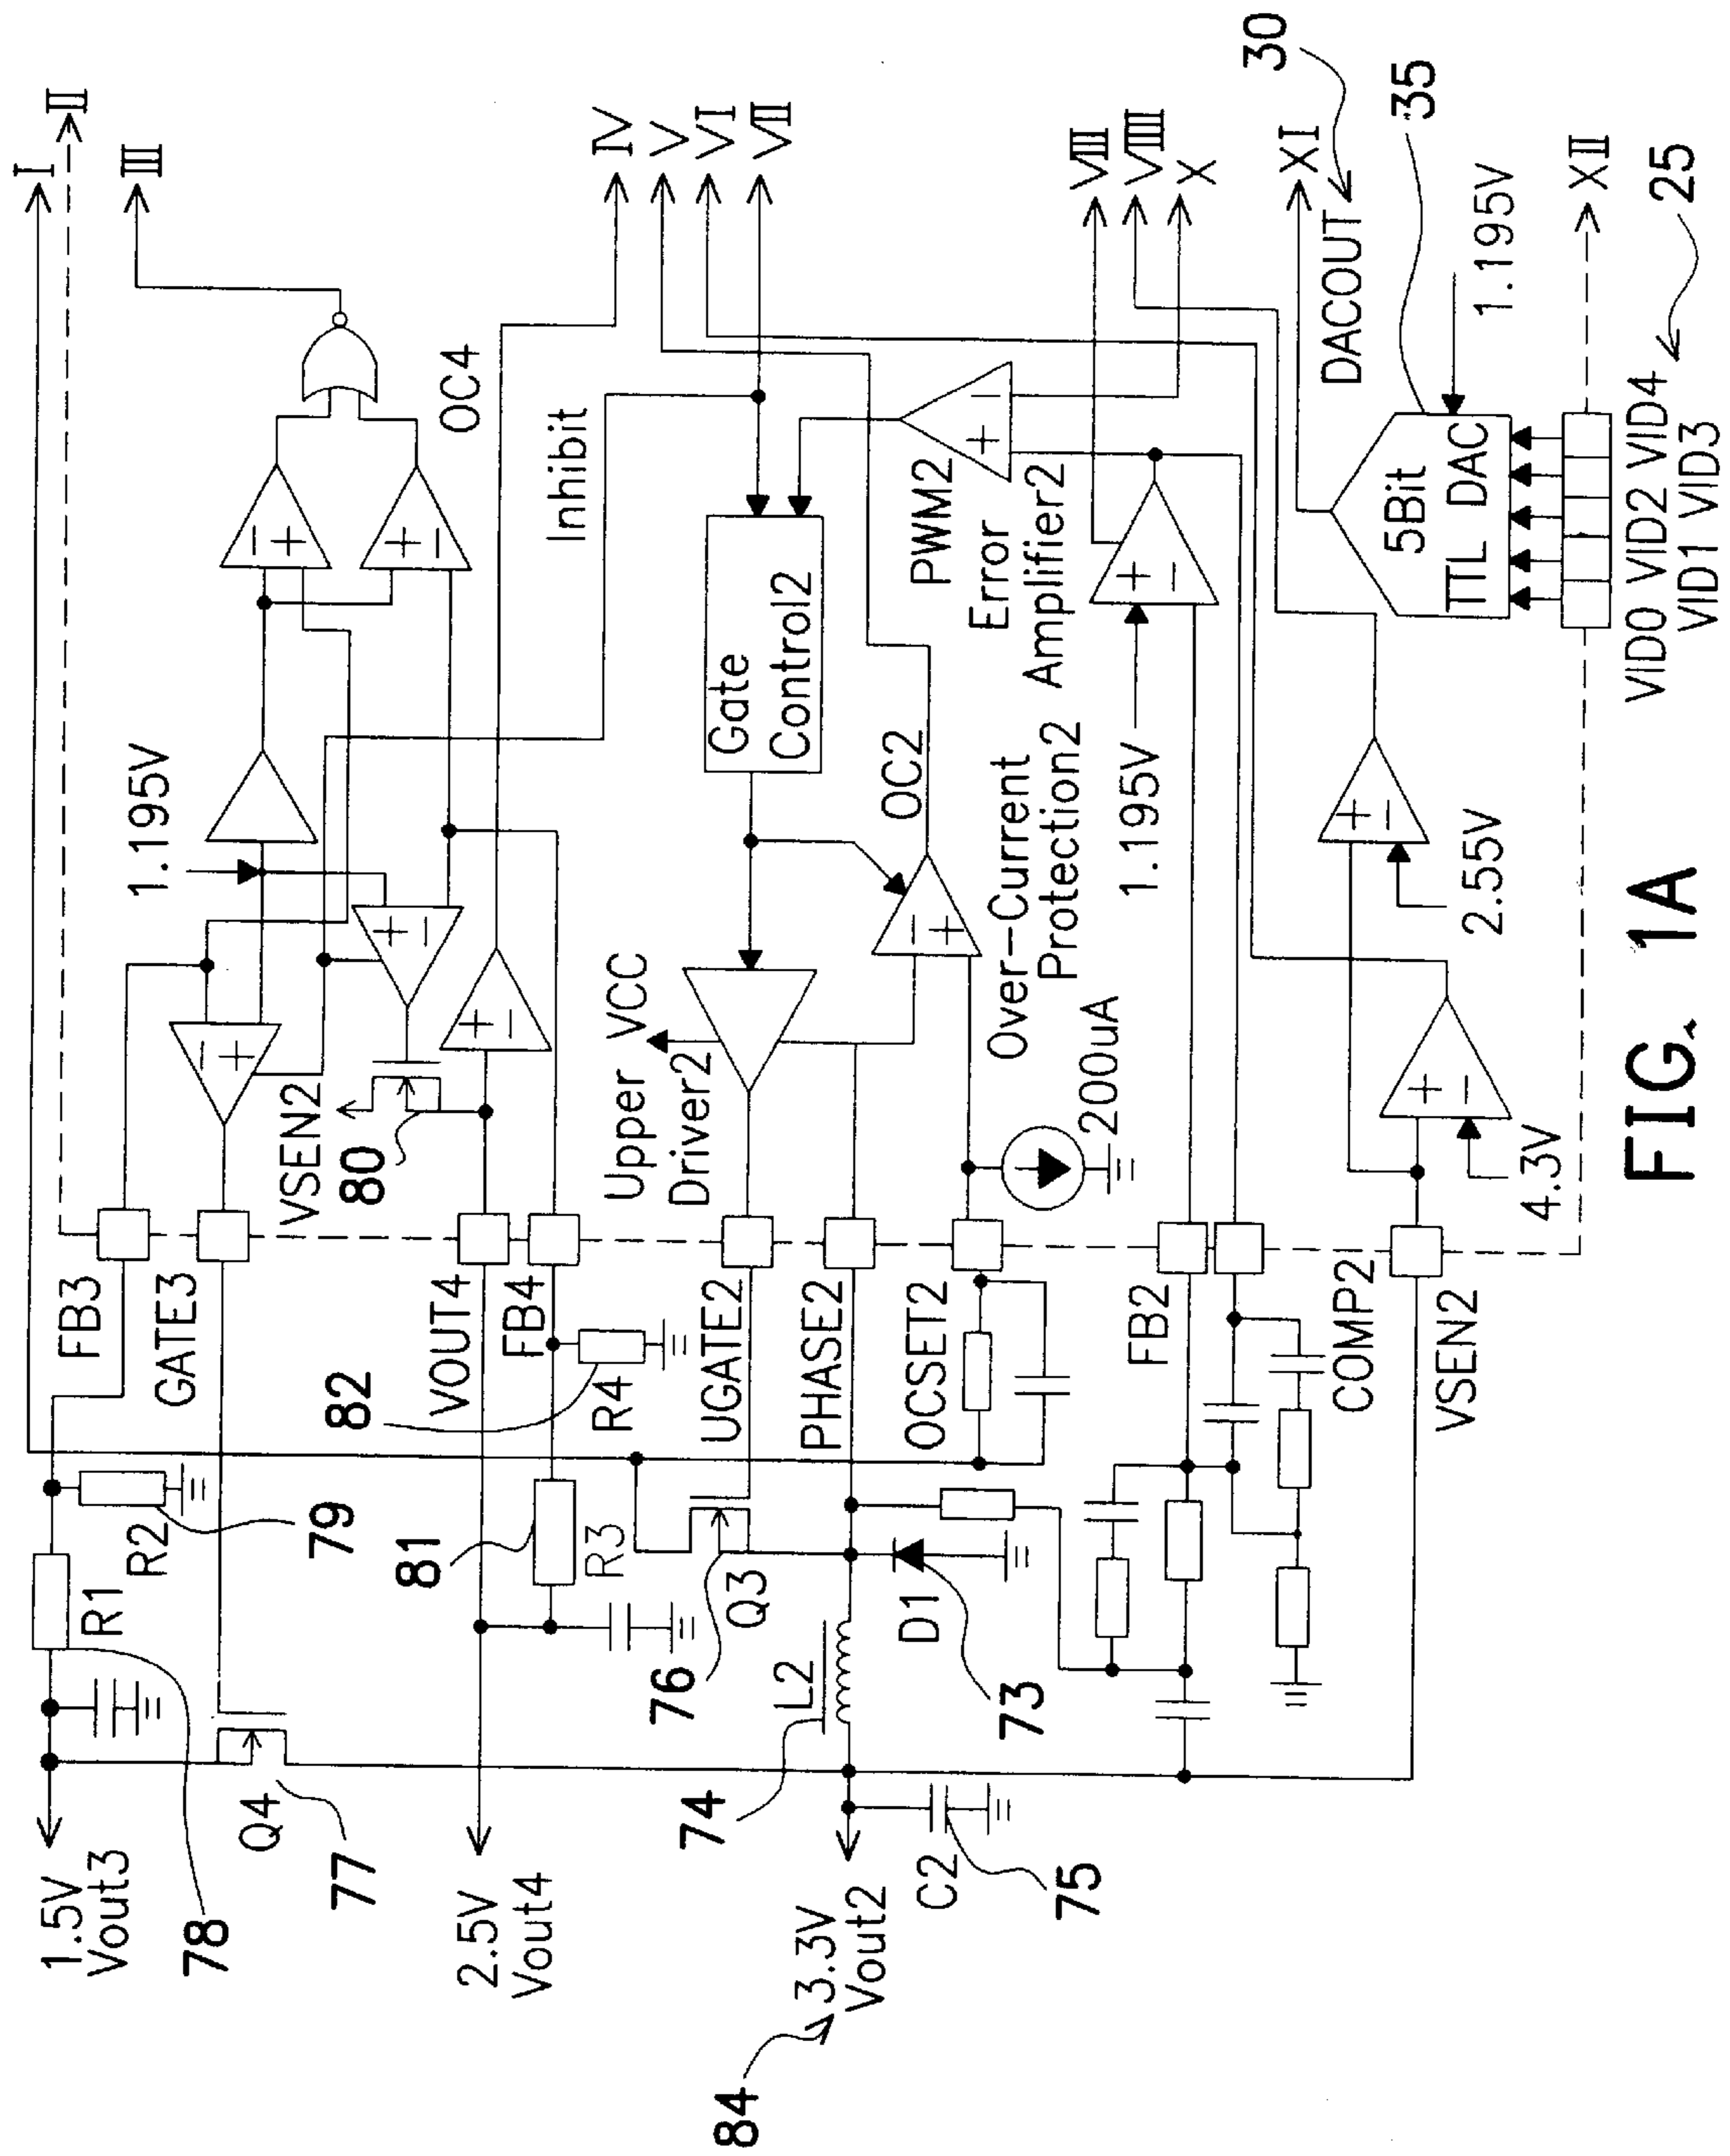 I
II
III
IV
V
VI
VII
VIII
VIIII
X
XI
XII
1.5V
Vout3
78
R1
R2
79
Q4
77
FB3
GATE3
1.195V
− +
− +
+ −
+ −
OC4
VSEN2
80
VOUT4
FB4
+ −
82
R4
81
R3
2.5V
Vout4
Inhibit
Upper
Driver2
VCC
Gate
Control2
UGATE2
PHASE2
OCSET2
76
Q3
L2
74
D1
73
84
3.3V
Vout2
C2
75
OC2
− +
Over-Current
Protection2
200uA
PWM2
+ −
Error
Amplifier2
1.195V
+ −
FB2
COMP2
VSEN2
+ −
4.3V
+ −
2.55V
DACOUT
30
35
5Bit
TTL DAC
1.195V
VID0 VID2 VID4
VID1 VID3
25
FIG. 1A